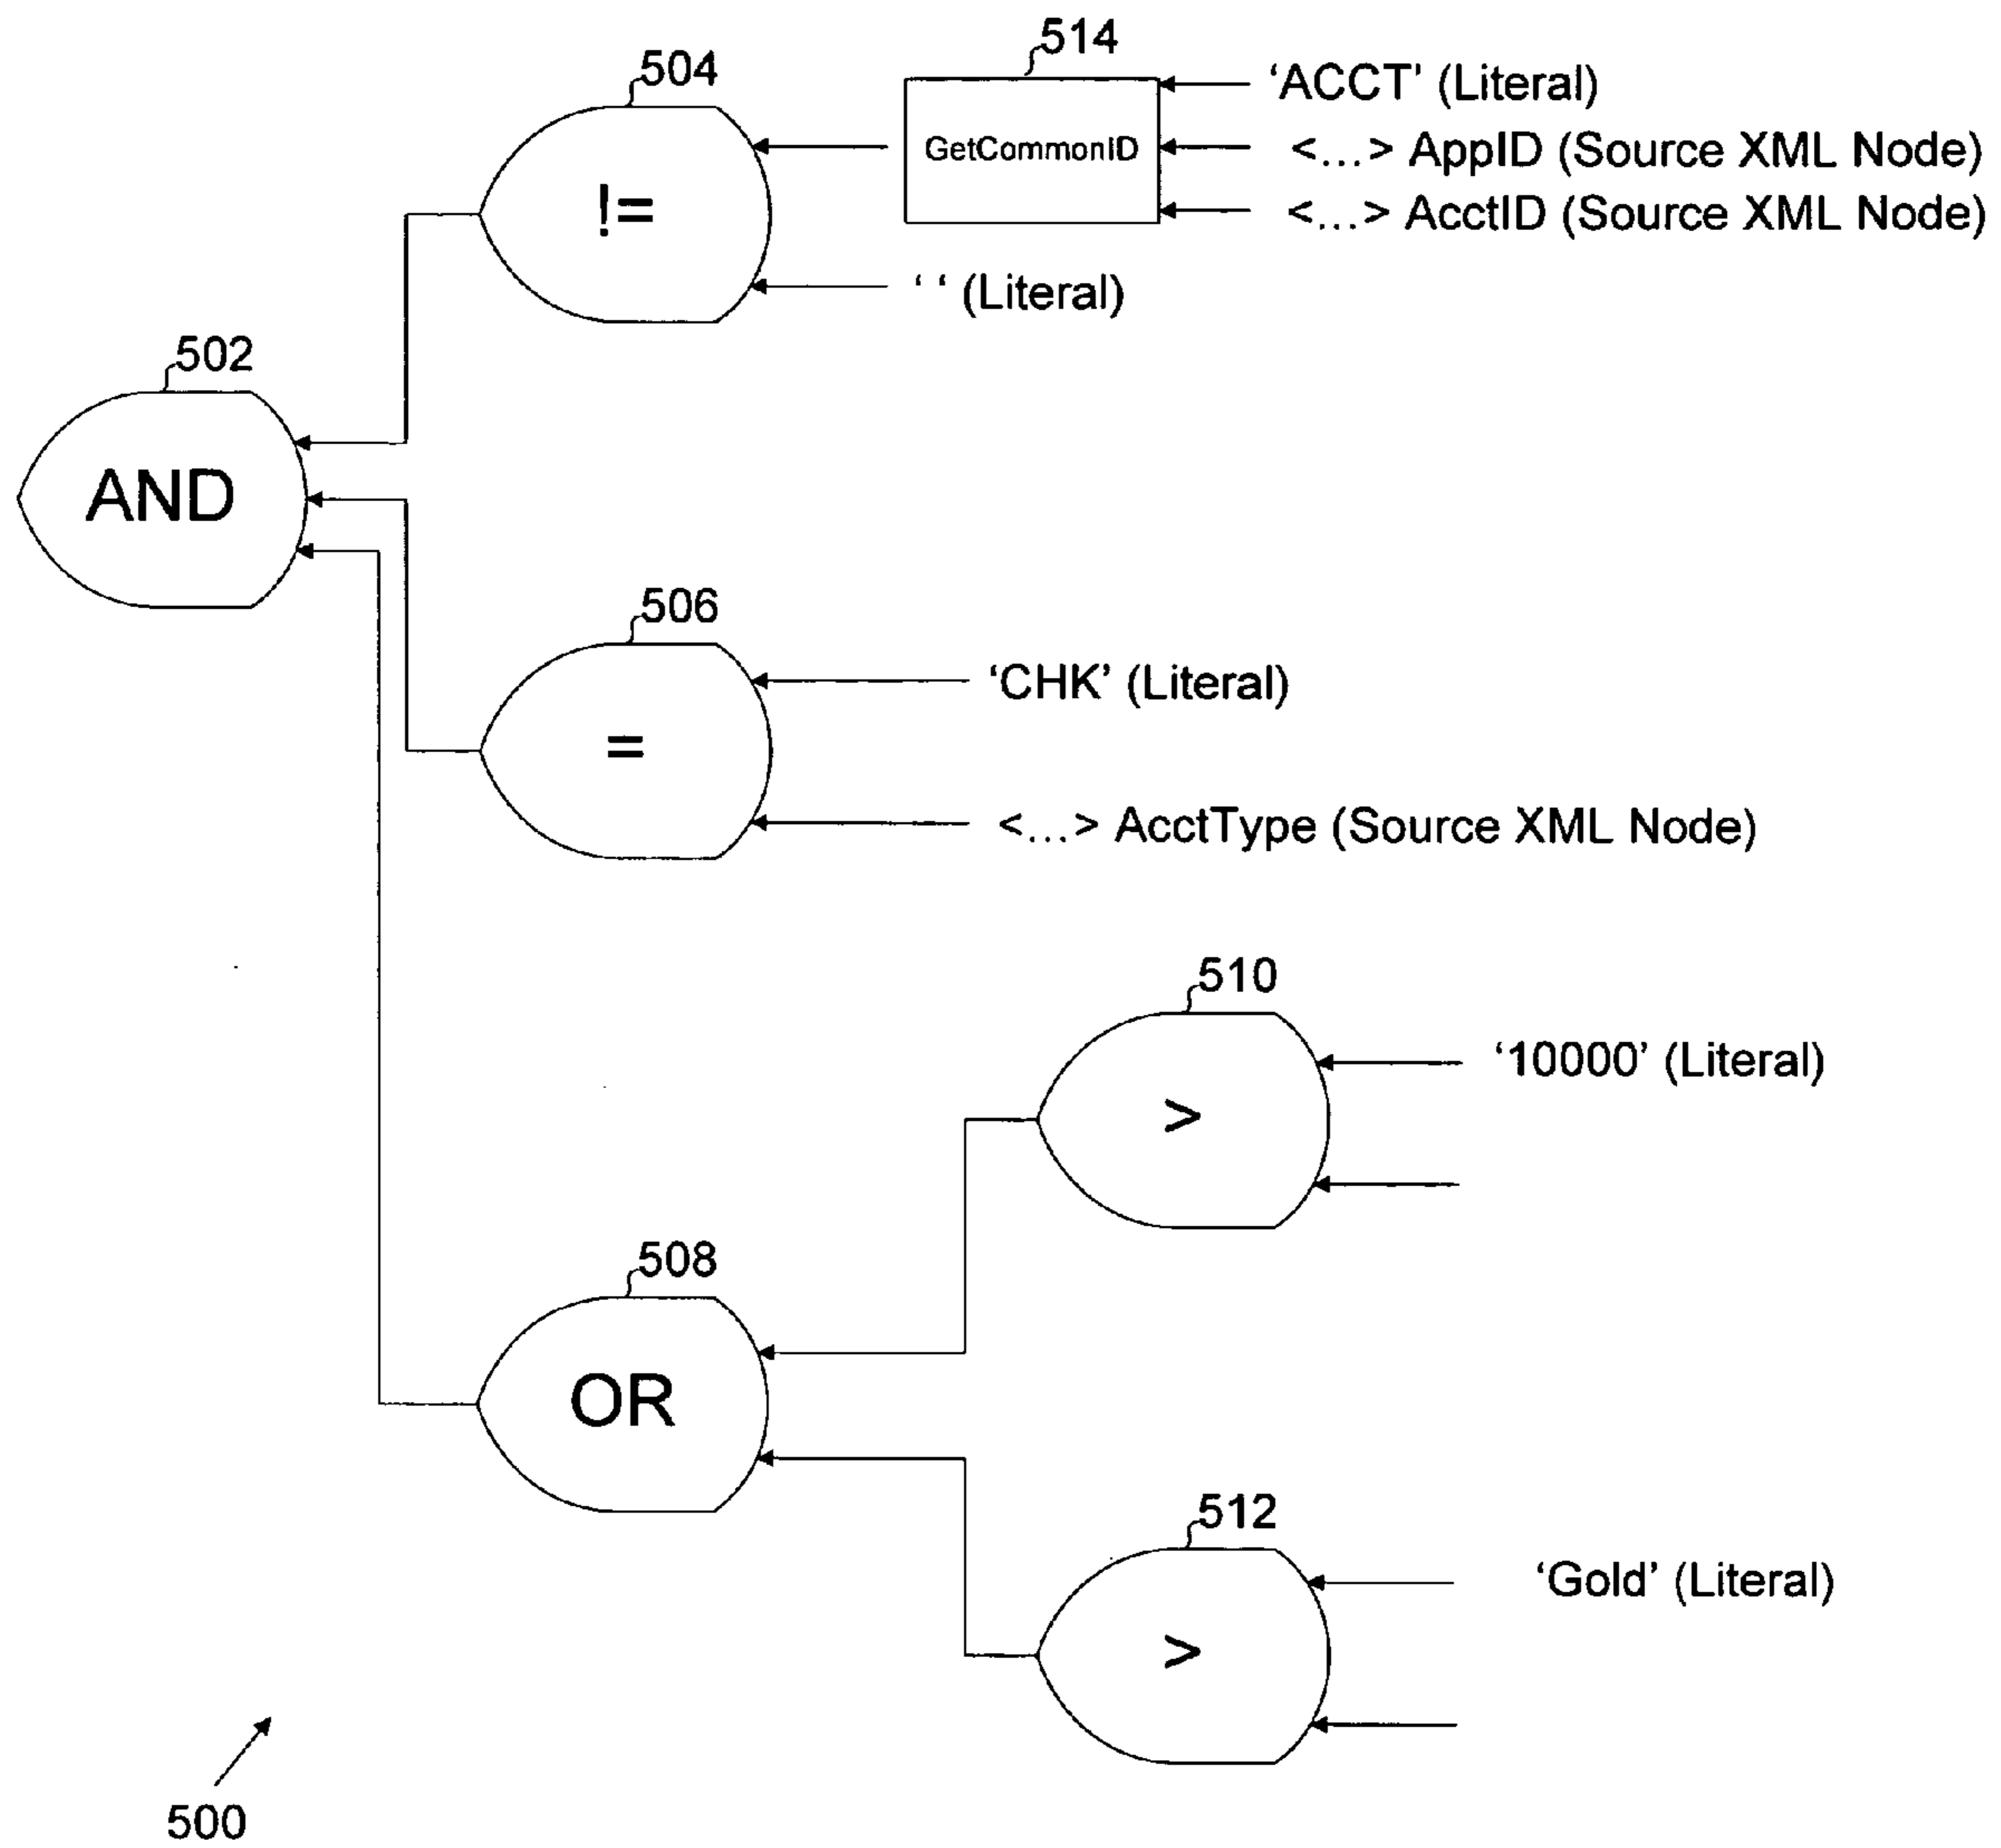 514
504
'ACCT' (Literal)
GetCommonID
<...> AppID (Source XML Node)
!=
<...> AcctID (Source XML Node)
' ' (Literal)
502
AND
506
'CHK' (Literal)
=
<...> AcctType (Source XML Node)
510
'10000' (Literal)
>
508
OR
512
'Gold' (Literal)
>
500